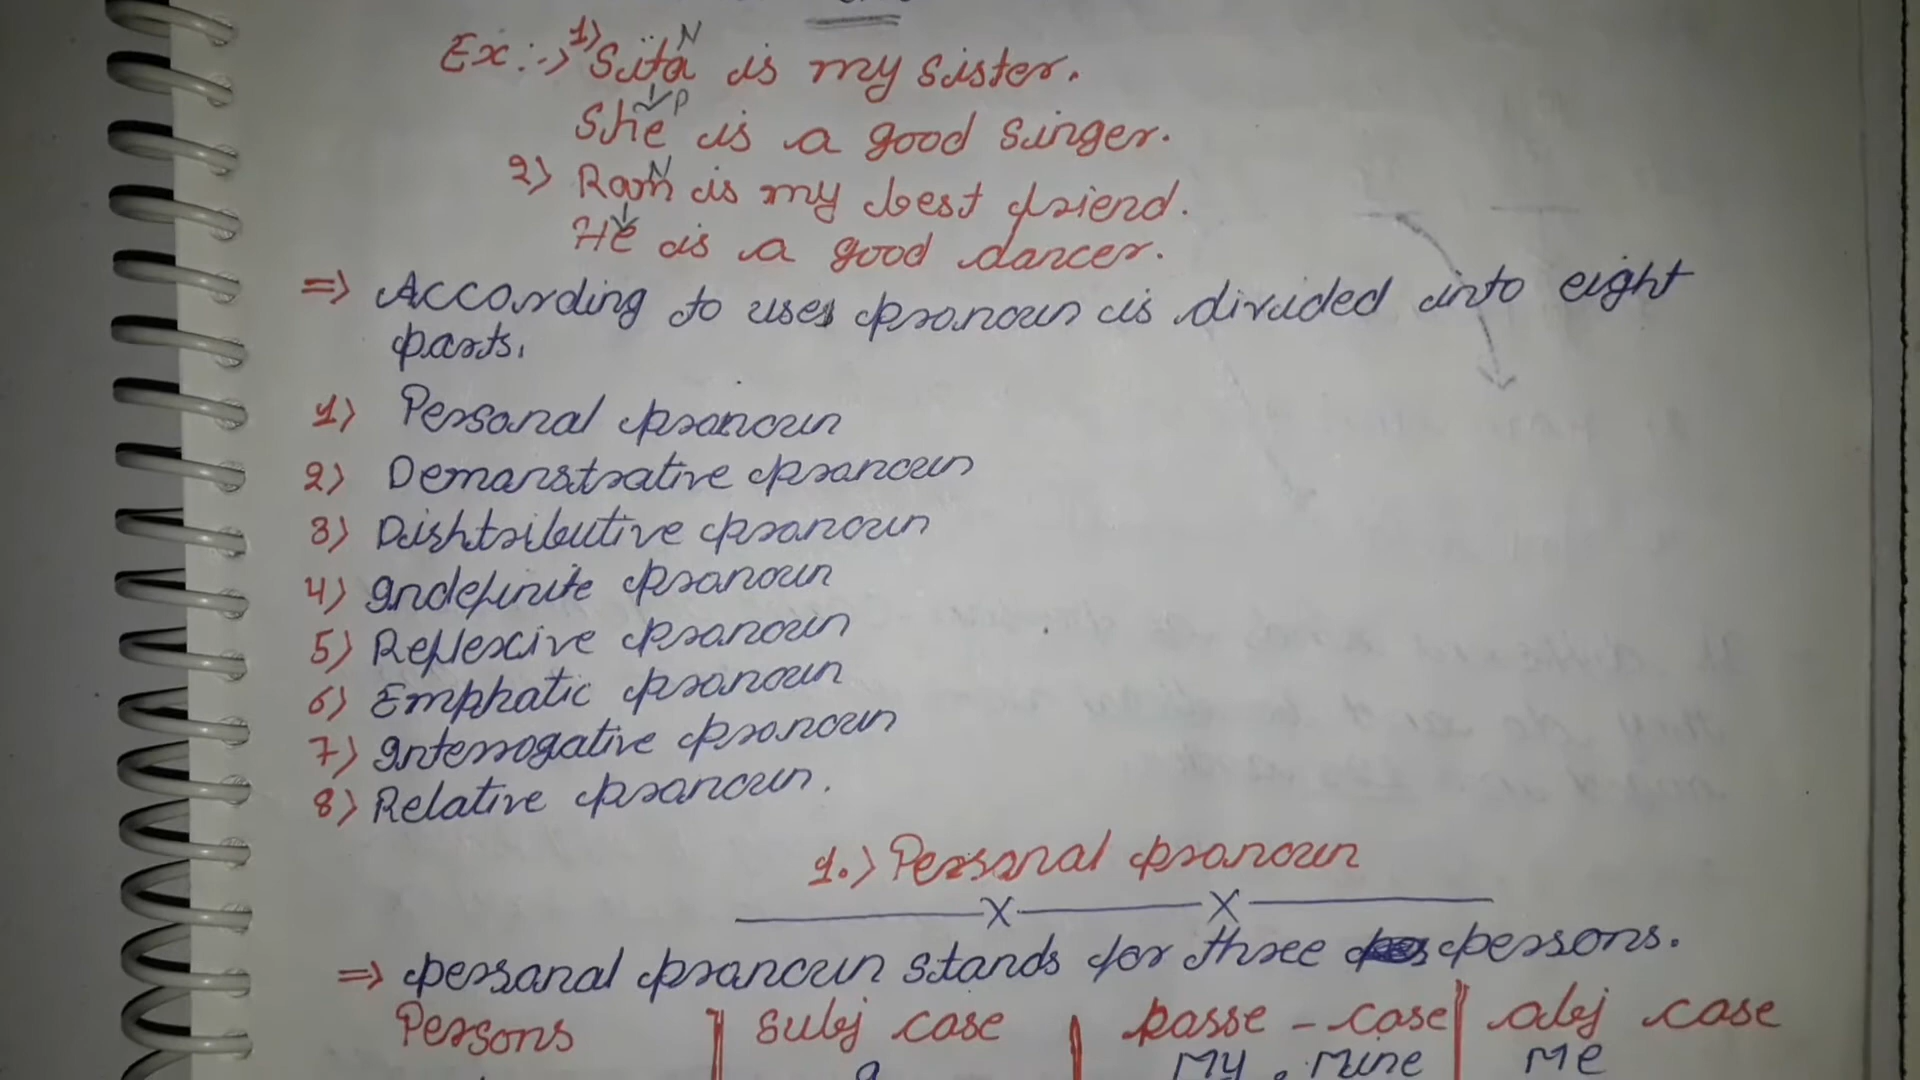 Ex :-> 1) Sita N is my sister.
She P is a good singer.
2) Ram N is my best friend.
He is a good dancer.
=> According to uses pronoun is divided into eight
parts.
1) Personal pronoun
2) Demonstrative pronoun
3) Dishtributive pronoun
4) Indefinite pronoun
5) Reflexive pronoun
6) Emphatic pronoun
7) Interrogative pronoun
8) Relative pronoun.
1.) Personal pronoun
x x
=> personal pronoun stands for three persons.
Persons | subj case | posse - case | obj case
My, Mine Me